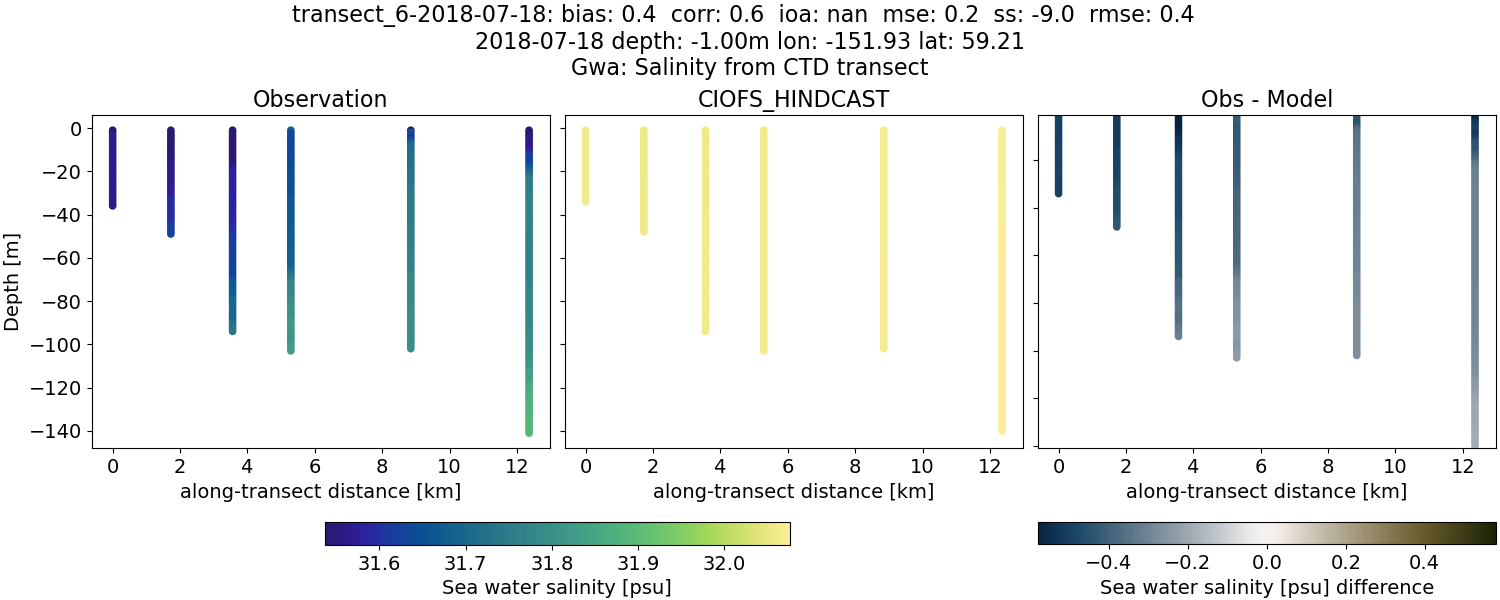 transect_6-2018-07-18: bias: 0.4  corr: 0.6  ioa: nan  mse: 0.2  ss: -9.0  rmse: 0.4
2018-07-18 depth: -1.00m lon: -151.93 lat: 59.21
Gwa: Salinity from CTD transect
Observation
CIOFS_HINDCAST
Obs - Model
Depth [m]
0
−20
−40
−60
−80
−100
−120
−140
0 2 4 6 8 10 12
0 2 4 6 8 10 12
0 2 4 6 8 10 12
along-transect distance [km]
along-transect distance [km]
along-transect distance [km]
31.6 31.7 31.8 31.9 32.0
Sea water salinity [psu]
−0.4 −0.2 0.0 0.2 0.4
Sea water salinity [psu] difference